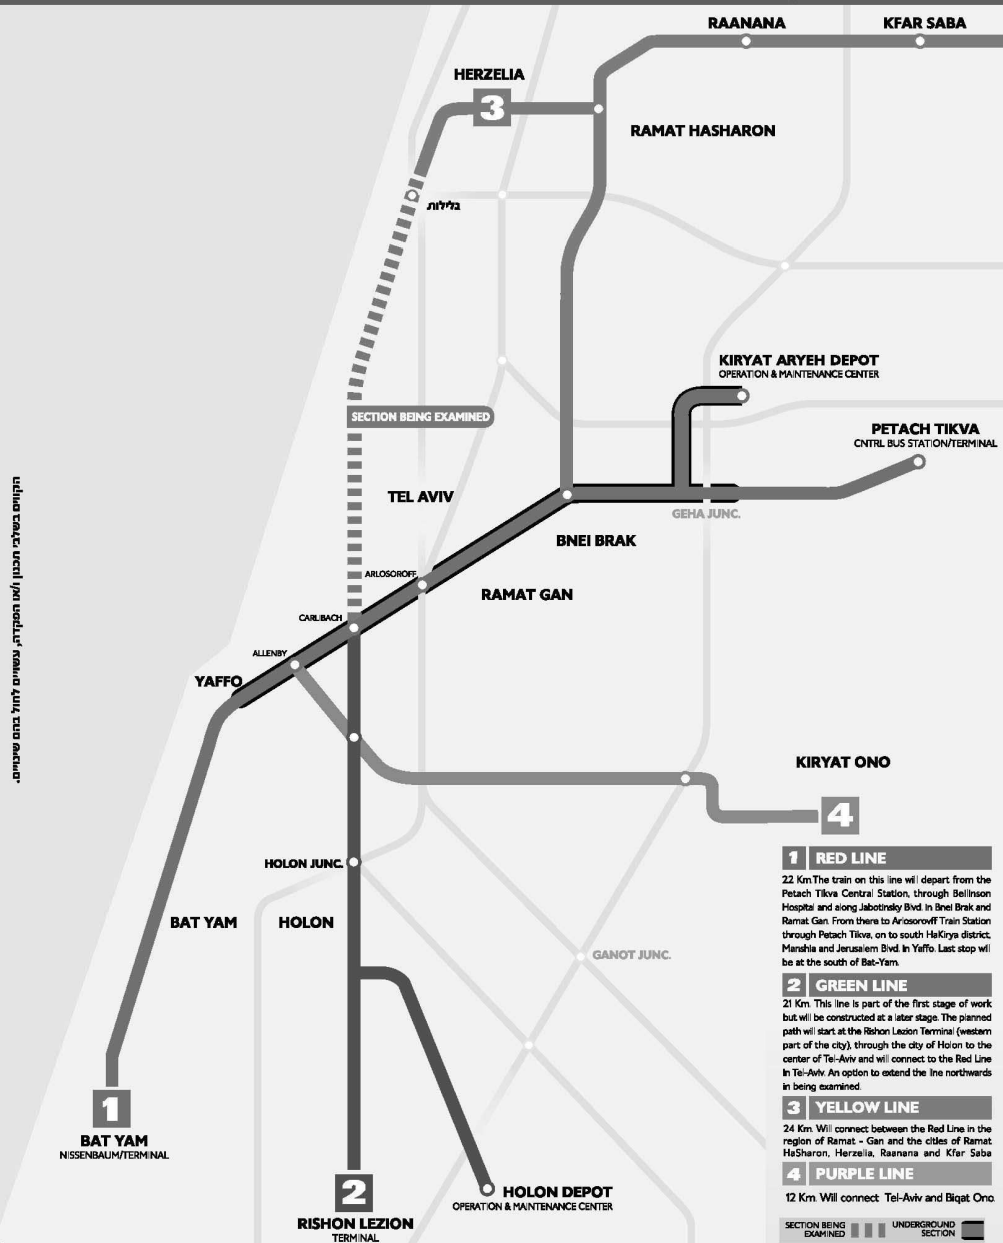 RAANANA
KFAR SABA
HERZELIA
3
RAMAT HASHARON
גלילות
KIRYAT ARYEH DEPOT
OPERATION & MAINTENANCE CENTER
SECTION BEING EXAMINED
PETACH TIKVA
CNTRL BUS STATION/TERMINAL
TEL AVIV
GEHA JUNC.
BNEI BRAK
ARLOSOROFF
RAMAT GAN
CARLIBACH
ALLENBY
YAFFO
הקווים בשלבי תכנון ו/או הפקדה, עשויים לחול בהם שינויים.
KIRYAT ONO
4
HOLON JUNC.
BAT YAM
HOLON
GANOT JUNC.
1
BAT YAM
NISSENBAUM/TERMINAL
2
RISHON LEZION
TERMINAL
HOLON DEPOT
OPERATION & MAINTENANCE CENTER
1 RED LINE
22 Km.The train on this line will depart from the
Petach Tikva Central Station, through Beilinson
Hospital and along Jabotinsky Blvd. in Bnei Brak and
Ramat Gan. From there to Arlosorovff Train Station
through Petach Tikva, on to south HaKirya district,
Manshia and Jerusalem Blvd. in Yaffo. Last stop will
be at the south of Bat-Yam.
2 GREEN LINE
21 Km. This line is part of the first stage of work
but will be constructed at a later stage. The planned
path will start at the Rishon Lezion Terminal (western
part of the city), through the city of Holon to the
center of Tel-Aviv and will connect to the Red Line
in Tel-Aviv. An option to extend the line northwards
in being examined.
3 YELLOW LINE
24 Km. Will connect between the Red Line in the
region of Ramat - Gan and the cities of Ramat
HaSharon, Herzelia, Raanana and Kfar Saba
4 PURPLE LINE
12 Km. Will connect Tel-Aviv and Biqat Ono.
SECTION BEING
EXAMINED
UNDERGROUND
SECTION